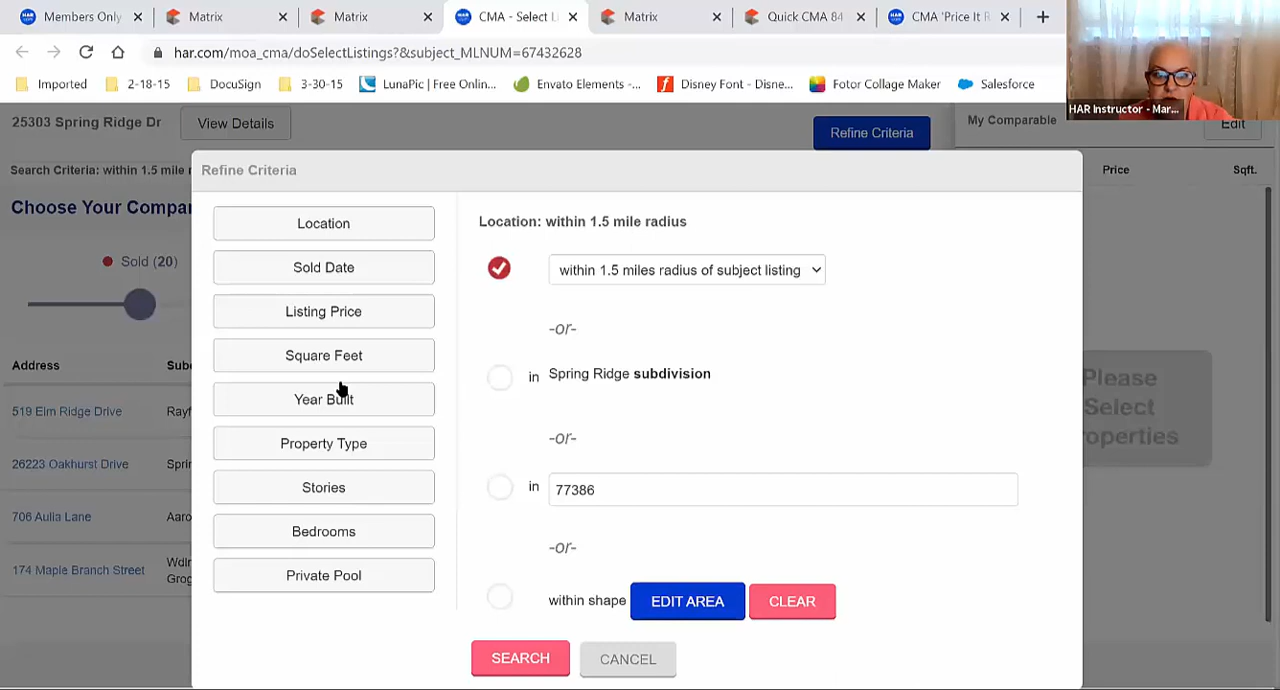 Members Only
Matrix
Matrix
CMA - Select Li
Matrix
Quick CMA 84
CMA 'Price It R
har.com/moa_cma/doSelectListings?&subject_MLNUM=67432628
Imported
2-18-15
DocuSign
3-30-15
LunaPic | Free Onlin...
Envato Elements -...
Disney Font - Disne...
Fotor Collage Maker
Salesforce
HAR Instructor - Mar...
25303 Spring Ridge Dr
View Details
Refine Criteria
My Comparable
Edit
Search Criteria: within 1.5 mile r
Price
Sqft.
Choose Your Compar
Sold (20)
Address
Sub
519 Elm Ridge Drive
Rayf
26223 Oakhurst Drive
Sprin
706 Aulia Lane
Aaro
174 Maple Branch Street
Wdln
Grog
Refine Criteria
Location
Sold Date
Listing Price
Square Feet
Year Built
Property Type
Stories
Bedrooms
Private Pool
Location: within 1.5 mile radius
within 1.5 miles radius of subject listing
-or-
in Spring Ridge subdivision
-or-
in 77386
-or-
within shape EDIT AREA CLEAR
SEARCH CANCEL
Please
Select
roperties